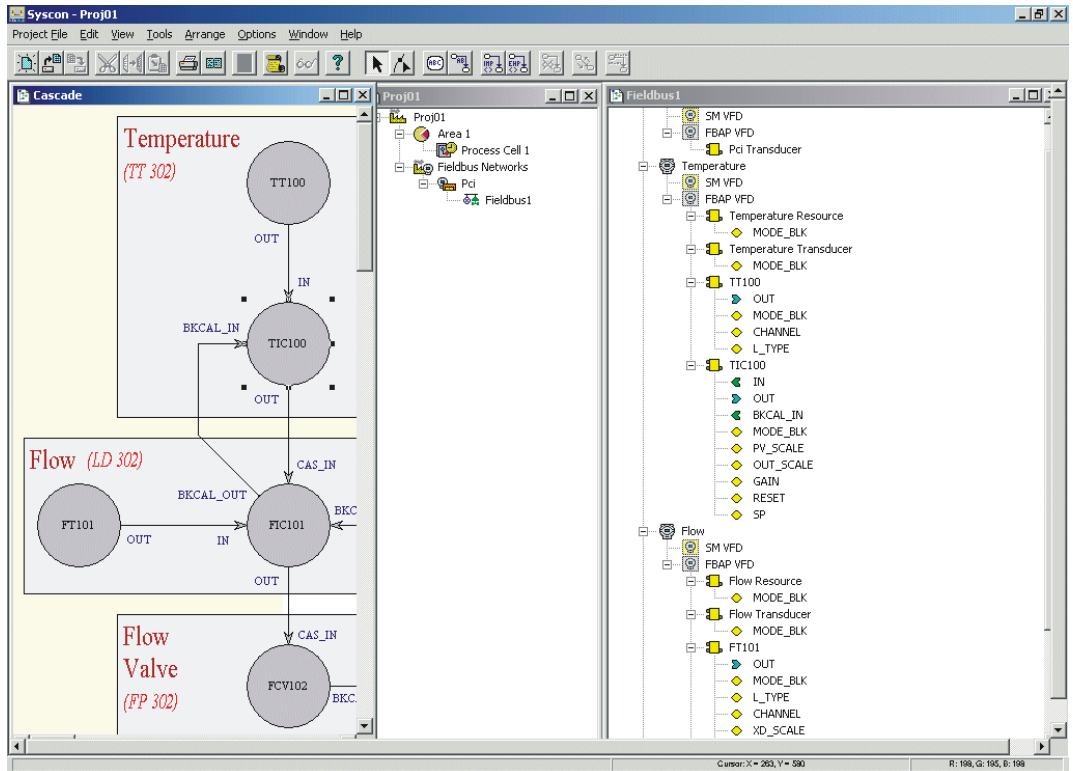 Syscon - Proj01
Project File Edit View Tools Arrange Options Window Help
Cascade
Temperature
(TT 302)
TT100
OUT
IN
BKCAL_IN
TIC100
OUT
Flow (LD 302)
CAS_IN
BKCAL_OUT
FT101
OUT
IN
FIC101
BKC
OUT
Flow
Valve
(FP 302)
CAS_IN
FCV102
BKC
Proj01
Proj01
Area 1
Process Cell 1
Fieldbus Networks
Pci
Fieldbus1
Fieldbus1
SM VFD
FBAP VFD
Pci Transducer
Temperature
SM VFD
FBAP VFD
Temperature Resource
MODE_BLK
Temperature Transducer
MODE_BLK
TT100
OUT
MODE_BLK
CHANNEL
L_TYPE
TIC100
IN
OUT
BKCAL_IN
MODE_BLK
PV_SCALE
OUT_SCALE
GAIN
RESET
SP
Flow
SM VFD
FBAP VFD
Flow Resource
MODE_BLK
Flow Transducer
MODE_BLK
FT101
OUT
MODE_BLK
L_TYPE
CHANNEL
XD_SCALE
Cursor: X = 263, Y = 590
R: 198, G: 195, B: 198